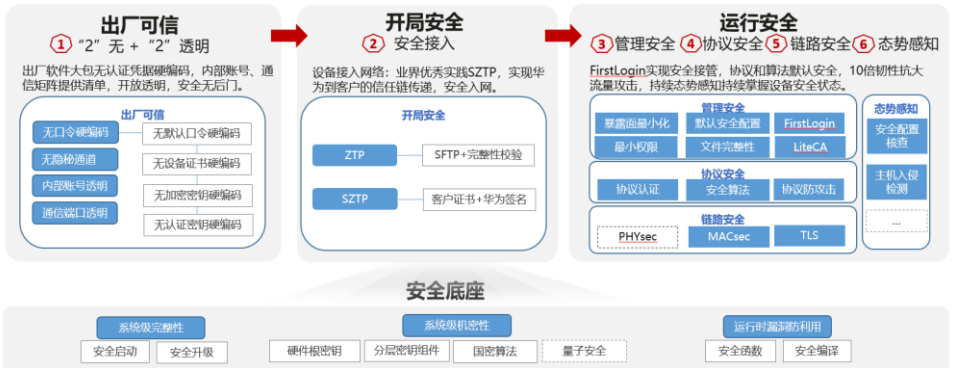 出厂可信
① “2”无 + “2”透明
出厂软件大包无认证凭据硬编码，内部账号、通
信矩阵提供清单，开放透明，安全无后门。
出厂可信
无口令硬编码
无隐秘通道
内部账号透明
通信端口透明
无默认口令硬编码
无设备证书硬编码
无加密密钥硬编码
无认证密钥硬编码
开局安全
② 安全接入
设备接入网络：业界优秀实践SZTP，实现华
为到客户的信任链传递，安全入网。
开局安全
ZTP
SFTP+完整性校验
SZTP
客户证书+华为签名
运行安全
③管理安全 ④协议安全 ⑤链路安全 ⑥态势感知
FirstLogin实现安全接管，协议和算法默认安全，10倍韧性抗大
流量攻击，持续态势感知持续掌握设备安全状态。
管理安全
暴露面最小化 默认安全配置 FirstLogin
最小权限 文件完整性 LiteCA
协议安全
协议认证 安全算法 协议防攻击
链路安全
PHYsec MACsec TLS
态势感知
安全配置
核查
主机入侵
检测
...
安全底座
系统级完整性
安全启动 安全升级
系统级机密性
硬件根密钥 分层密钥组件 国密算法 量子安全
运行时漏洞防利用
安全函数 安全编译